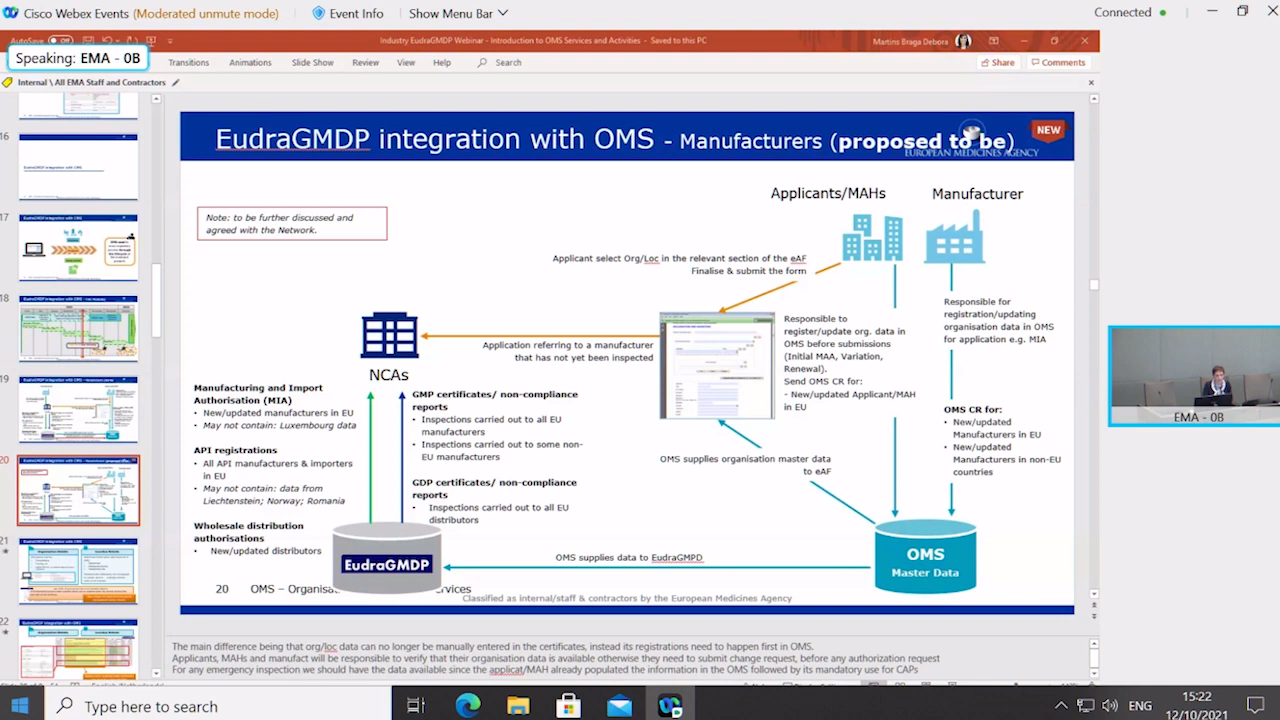 Cisco Webex Events (Moderated unmute mode)
Event Info
Show Menu Bar
Connected
AutoSave Off
Industry EudraGMDP Webinar - Introduction to OMS Services and Activities - Saved to this PC
Martins Braga Debora
Speaking: EMA - 0B
Transitions
Animations
Slide Show
Review
View
Help
Search
Share
Comments
Internal \ All EMA Staff and Contractors
16
17
18
19
20
21
22
EudraGMDP integration with OMS - Manufacturers (proposed to be)
NEW
EUROPEAN MEDICINES AGENCY
Note: to be further discussed and
agreed with the Network.
Applicants/MAHs
Manufacturer
Applicant select Org/Loc in the relevant section of the eAF
Finalise & submit the form
Responsible for
registration/updating
organisation data in OMS
for application e.g. MIA
Responsible to
register/update org. data in
OMS before submissions
(Initial MAA, Variation,
Renewal).
Send OMS CR for:
- New/updated Applicant/MAH
in EU
Application referring to a manufacturer
that has not yet been inspected
NCAs
Manufacturing and Import
Authorisation (MIA)
• New/updated manufacturers in EU
• May not contain: Luxembourg data
API registrations
• All API manufacturers & importers
in EU
• May not contain: data from
Liechtenstein; Norway; Romania
Wholesale distribution
authorisations
• New/updated distributors
GMP certificates/ non-compliance
reports
• Inspections carried out to all EU
manufacturers
• Inspections carried out to some non-
EU manufacturers
GDP certificates/ non-compliance
reports
• Inspections carried out to all EU
distributors
OMS CR for:
• New/updated
Manufacturers in EU
• New/updated
Manufacturers in non-EU
countries
OMS supplies organisation master data
to eAF
OMS supplies data to EudraGMPD
EudraGMDP
OMS
Master Data
20 OMS – Organisa
rvices
Classified as internal/staff & contractors by the European Medicines Agency
The main difference being that org/loc data can no longer be manually entered in the certificates, instead its registrations need to happen first in OMS.
Applicants, MAHs and manufact will be responsible to verify that their organisation data is available otherwise they need to submit change request, before any authorization request
For any emergency inspection we should have the data available since the applicat/MAH already populated the information in the OMS followed by its mandatory use for CAPs
EMA - 0B
Type here to search
ENG
15:22
12/10/2021